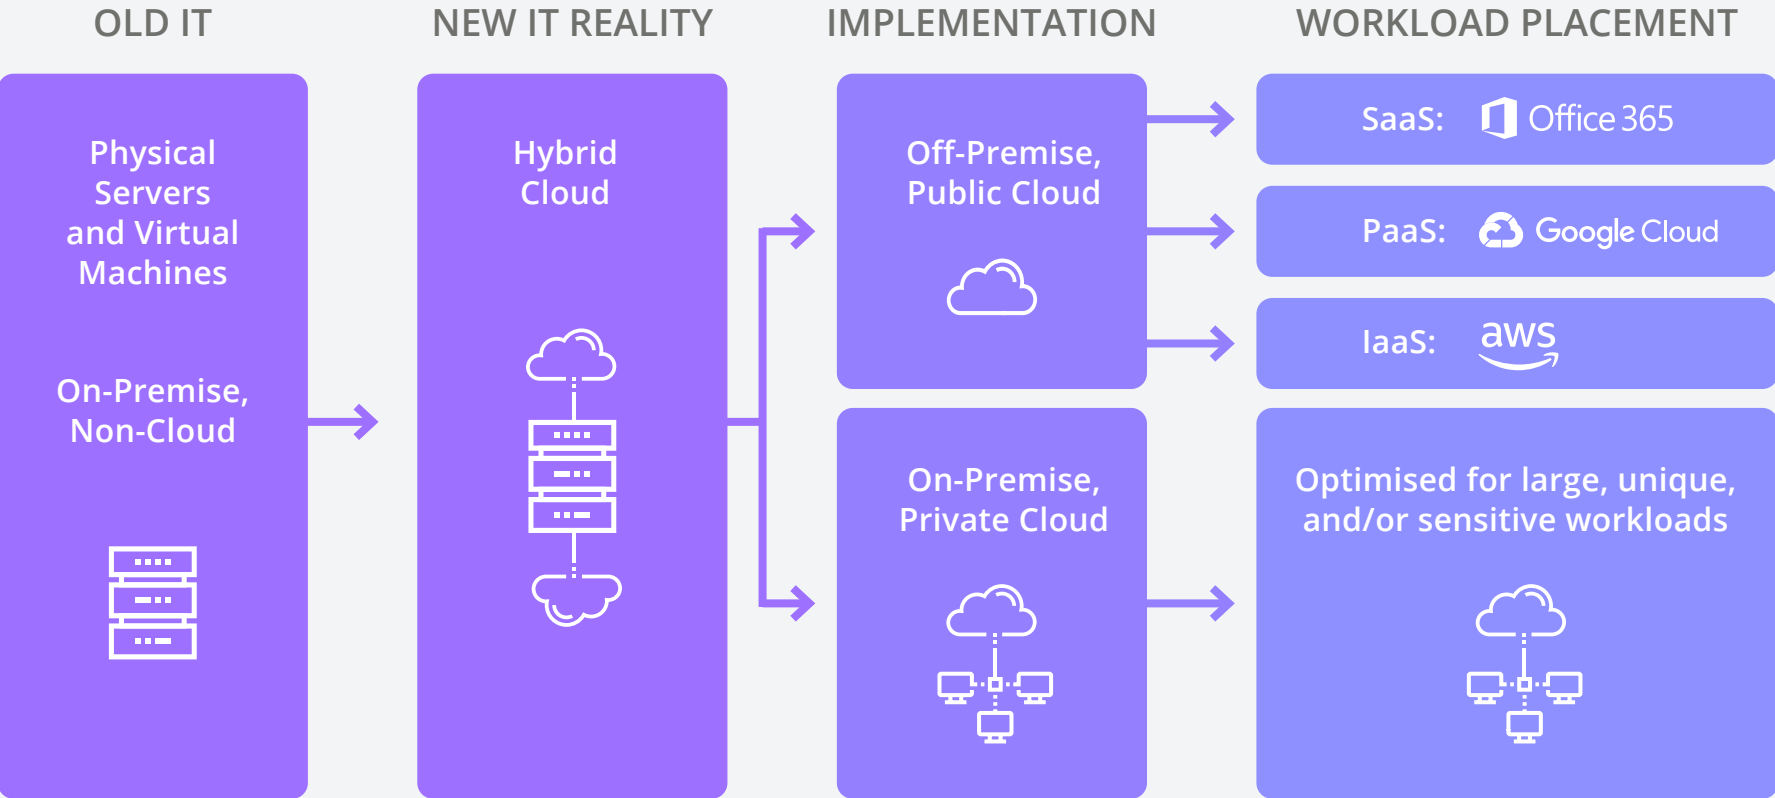 OLD IT
NEW IT REALITY
IMPLEMENTATION
WORKLOAD PLACEMENT
Physical
Servers
and Virtual
Machines
On-Premise,
Non-Cloud
Hybrid
Cloud
Off-Premise,
Public Cloud
On-Premise,
Private Cloud
SaaS: Office 365
PaaS: Google Cloud
IaaS: aws
Optimised for large, unique,
and/or sensitive workloads